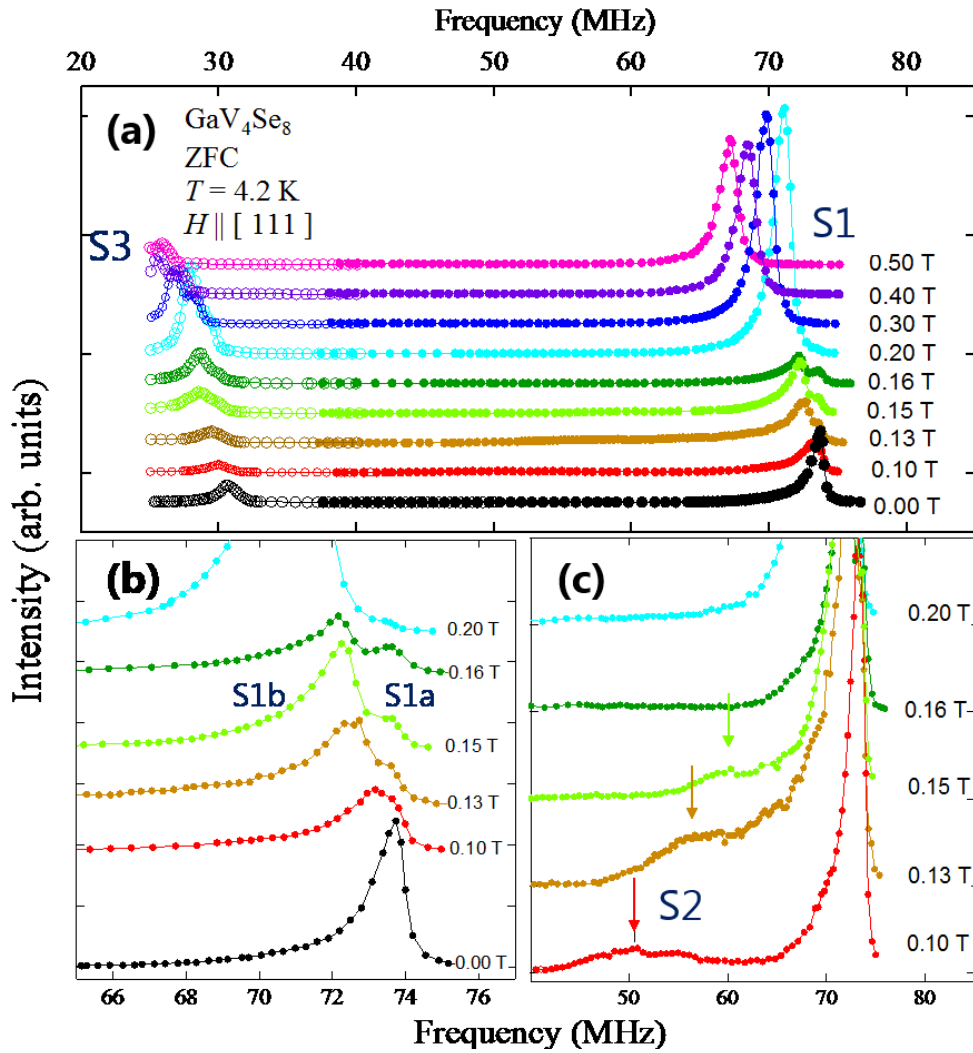 Frequency (MHz)
20 30 40 50 60 70 80
(a)
GaV₄Se₈
ZFC
T = 4.2 K
H || [ 111 ]
S3
S1
0.50 T
0.40 T
0.30 T
0.20 T
0.16 T
0.15 T
0.13 T
0.10 T
0.00 T
Intensity (arb. units)
(b)
0.20 T
0.16 T
S1b S1a
0.15 T
0.13 T
0.10 T
0.00 T
66 68 70 72 74 76
(c)
0.20 T
0.16 T
0.15 T
0.13 T
S2
0.10 T
50 60 70 80
Frequency (MHz)